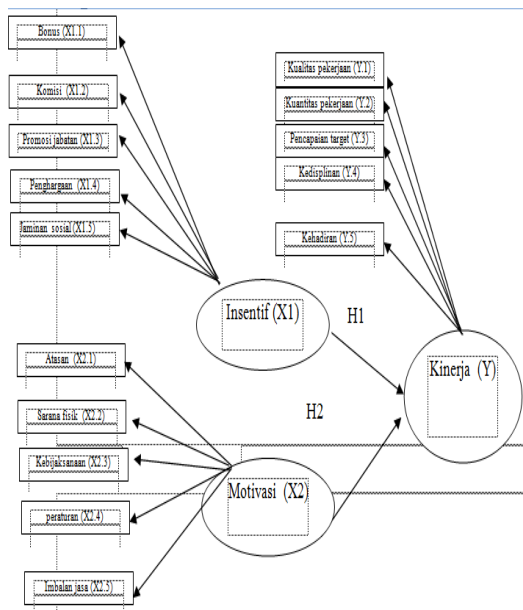 Bonus (X1.1)
Komisi (X1.2)
Promosi jabatan (X1.3)
Penghargaan (X1.4)
Jaminan sosial (X1.5)
Kualitas pekerjaan (Y.1)
Kuantitas pekerjaan (Y.2)
Pencapaian target (Y.3)
Kedisplinan (Y.4)
Kehadiran (Y.5)
Insentif (X1)
H1
Kinerja (Y)
H2
Atasan (X2.1)
Sarana fisik (X2.2)
Kebijaksanaan (X2.3)
peraturan (X2.4)
Imbalan jasa (X2.5)
Motivasi (X2)